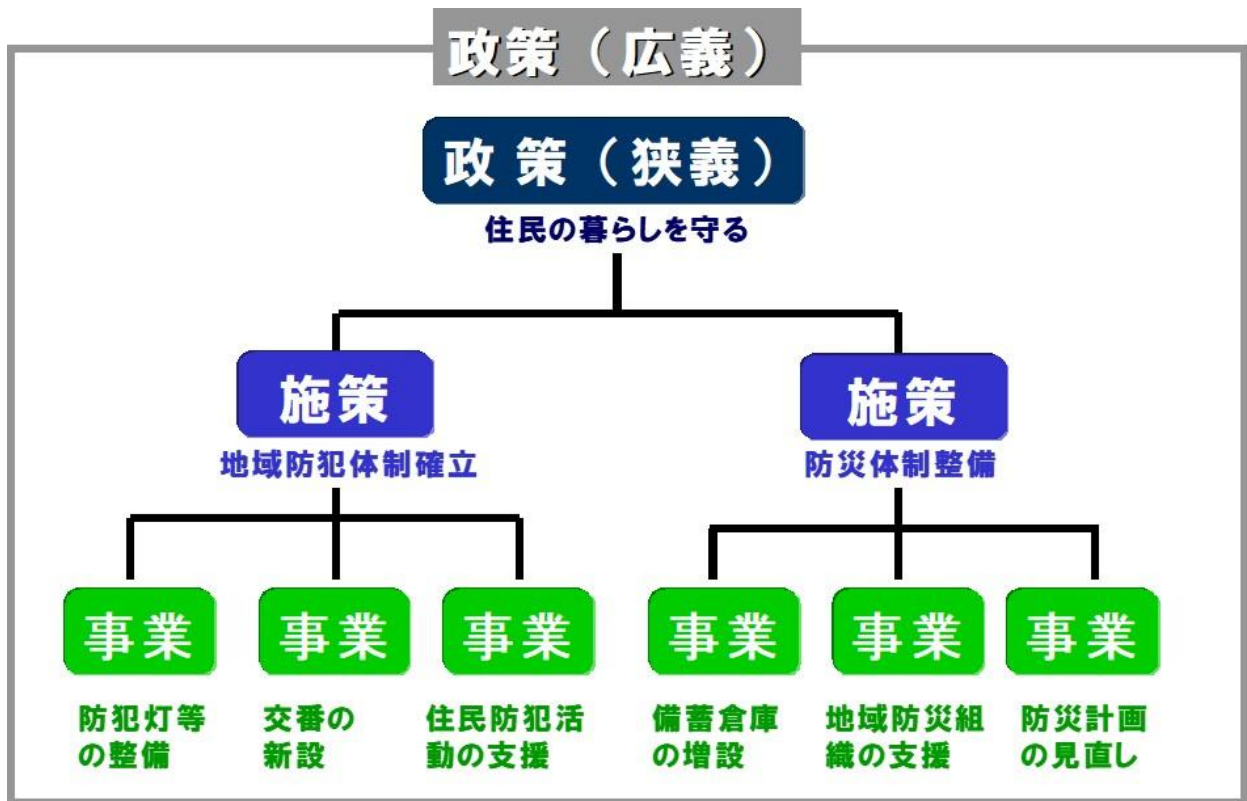 政策（広義）
政策（狭義）
住民の暮らしを守る
施策
施策
地域防犯体制確立
防災体制整備
事業
事業
事業
事業
事業
事業
防犯灯等
の整備
交番の
新設
住民防犯活
動の支援
備蓄倉庫
の増設
地域防災組
織の支援
防災計画
の見直し